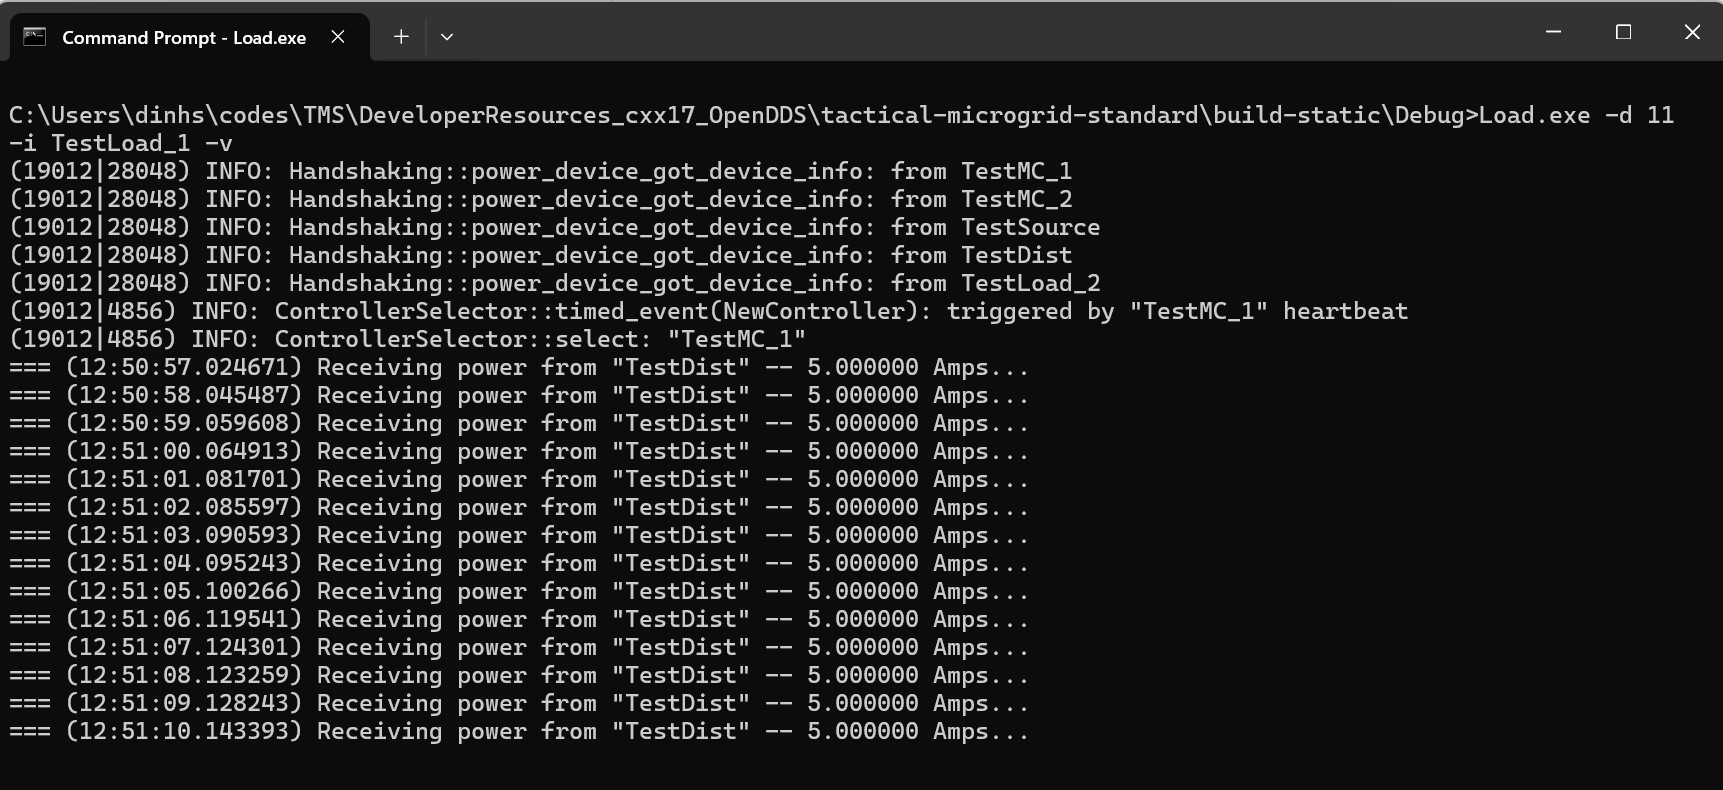 Command Prompt - Load.exe
C:\Users\dinhs\codes\TMS\DeveloperResources_cxx17_OpenDDS\tactical-microgrid-standard\build-static\Debug>Load.exe -d 11
-i TestLoad_1 -v
(19012|28048) INFO: Handshaking::power_device_got_device_info: from TestMC_1
(19012|28048) INFO: Handshaking::power_device_got_device_info: from TestMC_2
(19012|28048) INFO: Handshaking::power_device_got_device_info: from TestSource
(19012|28048) INFO: Handshaking::power_device_got_device_info: from TestDist
(19012|28048) INFO: Handshaking::power_device_got_device_info: from TestLoad_2
(19012|4856) INFO: ControllerSelector::timed_event(NewController): triggered by "TestMC_1" heartbeat
(19012|4856) INFO: ControllerSelector::select: "TestMC_1"
=== (12:50:57.024671) Receiving power from "TestDist" -- 5.000000 Amps...
=== (12:50:58.045487) Receiving power from "TestDist" -- 5.000000 Amps...
=== (12:50:59.059608) Receiving power from "TestDist" -- 5.000000 Amps...
=== (12:51:00.064913) Receiving power from "TestDist" -- 5.000000 Amps...
=== (12:51:01.081701) Receiving power from "TestDist" -- 5.000000 Amps...
=== (12:51:02.085597) Receiving power from "TestDist" -- 5.000000 Amps...
=== (12:51:03.090593) Receiving power from "TestDist" -- 5.000000 Amps...
=== (12:51:04.095243) Receiving power from "TestDist" -- 5.000000 Amps...
=== (12:51:05.100266) Receiving power from "TestDist" -- 5.000000 Amps...
=== (12:51:06.119541) Receiving power from "TestDist" -- 5.000000 Amps...
=== (12:51:07.124301) Receiving power from "TestDist" -- 5.000000 Amps...
=== (12:51:08.123259) Receiving power from "TestDist" -- 5.000000 Amps...
=== (12:51:09.128243) Receiving power from "TestDist" -- 5.000000 Amps...
=== (12:51:10.143393) Receiving power from "TestDist" -- 5.000000 Amps...